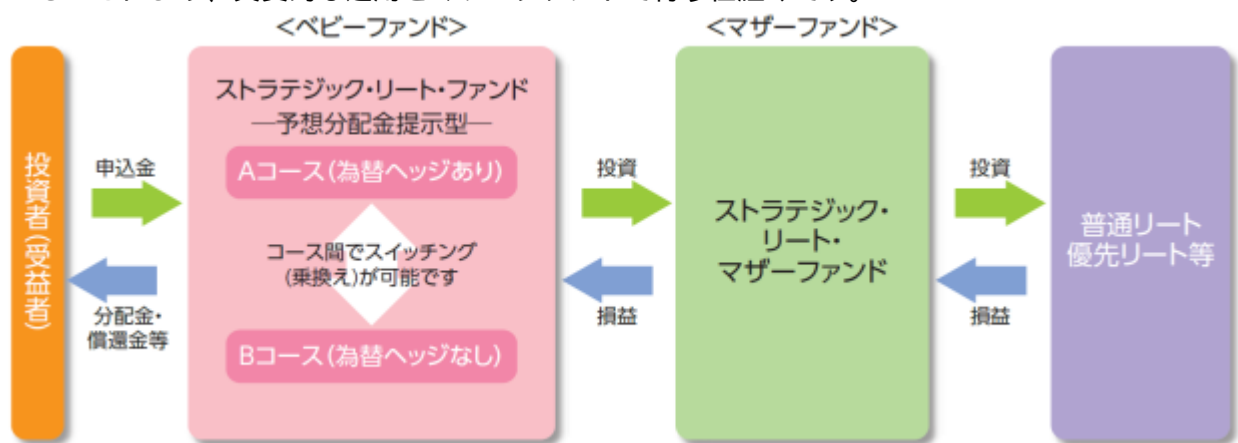 <ベビーファンド>
<マザーファンド>
投資者(受益者)
申込金
分配金・
償還金等
ストラテジック・リート・ファンド
―予想分配金提示型―
Aコース(為替ヘッジあり)
コース間でスイッチング
(乗換え)が可能です
Bコース(為替ヘッジなし)
投資
損益
ストラテジック・
リート・
マザーファンド
投資
損益
普通リート
優先リート等